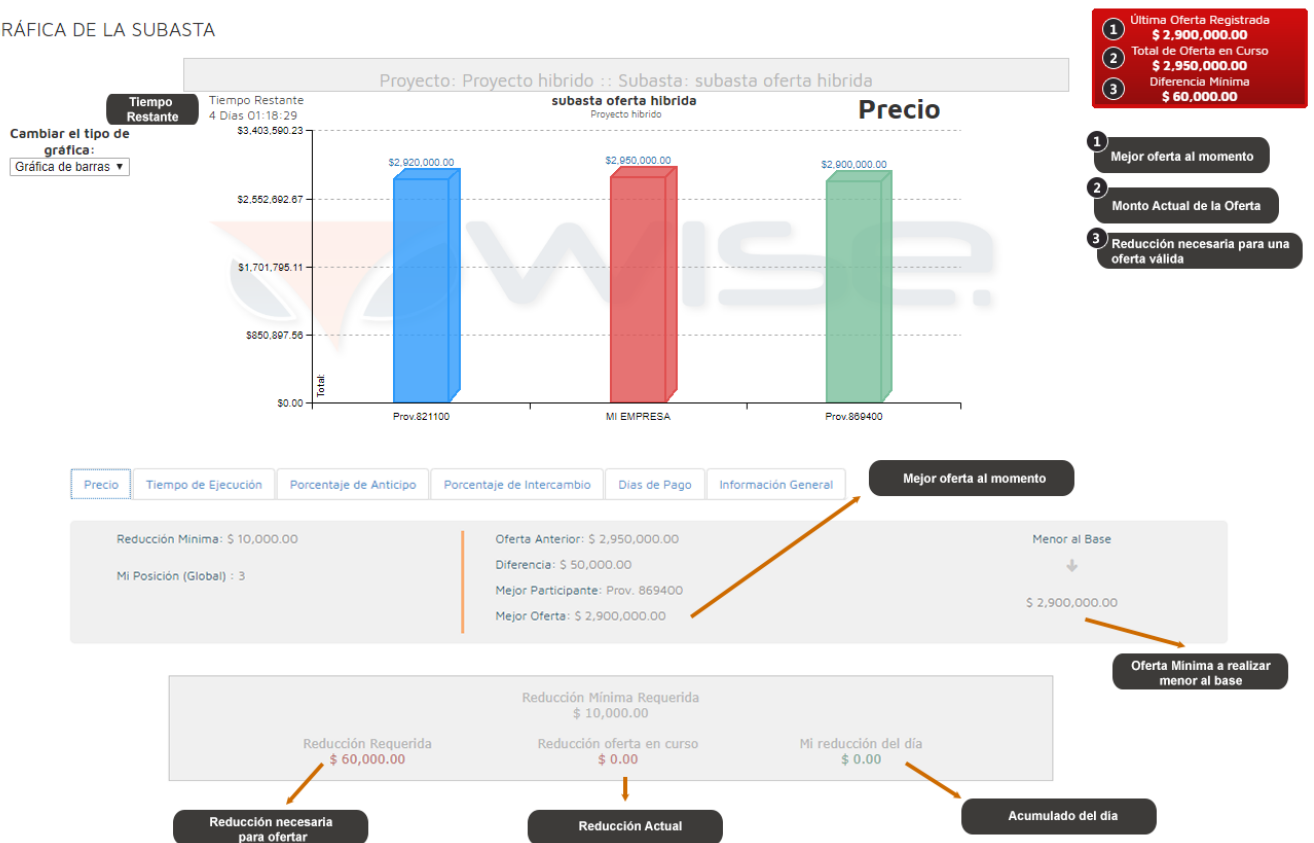 RÁFICA DE LA SUBASTA
Última Oferta Registrada
1
$ 2,900,000.00
Total de Oferta en Curso
2
$ 2,950,000.00
Diferencia Mínima
3
$ 60,000.00
Proyecto: Proyecto hibrido :: Subasta: subasta oferta hibrida
Tiempo Restante
Tiempo Restante
4 Dias 01:18:29
subasta oferta hibrida
Proyecto hibrido
Precio
Cambiar el tipo de
gráfica:
Gráfica de barras
1
Mejor oferta al momento
2
Monto Actual de la Oferta
3
Reducción necesaria para una
oferta válida
$3,403,590.23
$2,552,692.67
$1,701,795.11
$850,897.56
$0.00
Total:
$2,920,000.00
$2,950,000.00
$2,900,000.00
WISE
Prov.821100
MI EMPRESA
Prov.869400
Precio
Tiempo de Ejecución
Porcentaje de Anticipo
Porcentaje de Intercambio
Dias de Pago
Información General
Mejor oferta al momento
Reducción Minima: $ 10,000.00
Mi Posición (Global) : 3
Oferta Anterior: $ 2,950,000.00
Diferencia: $ 50,000.00
Mejor Participante: Prov. 869400
Mejor Oferta: $ 2,900,000.00
Menor al Base
$ 2,900,000.00
Oferta Minima a realizar
menor al base
Reducción Mínima Requerida
$ 10,000.00
Reducción Requerida
$ 60,000.00
Reducción oferta en curso
$ 0.00
Mi reducción del día
$ 0.00
Reducción necesaria
para ofertar
Reducción Actual
Acumulado del dia